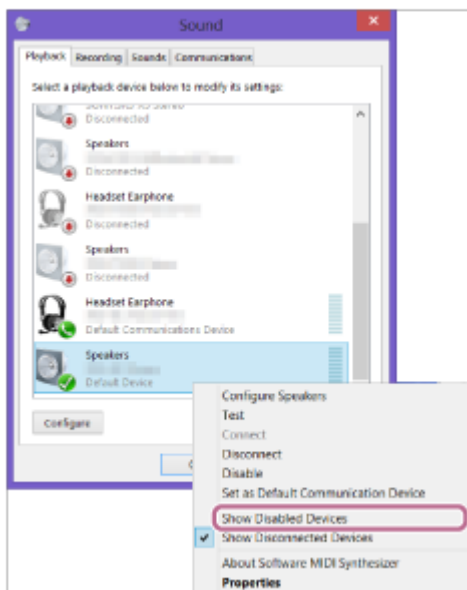 Sound
Playback Recording Sounds Communications
Select a playback device below to modify its settings:
Disconnected
Speakers
Disconnected
Headset Earphone
Disconnected
Speakers
Disconnected
Headset Earphone
Default Communications Device
Speakers
Default Device
Configure
Configure Speakers
Test
Connect
Disconnect
Disable
Set as Default Communication Device
Show Disabled Devices
Show Disconnected Devices
About Software MIDI Synthesizer
Properties